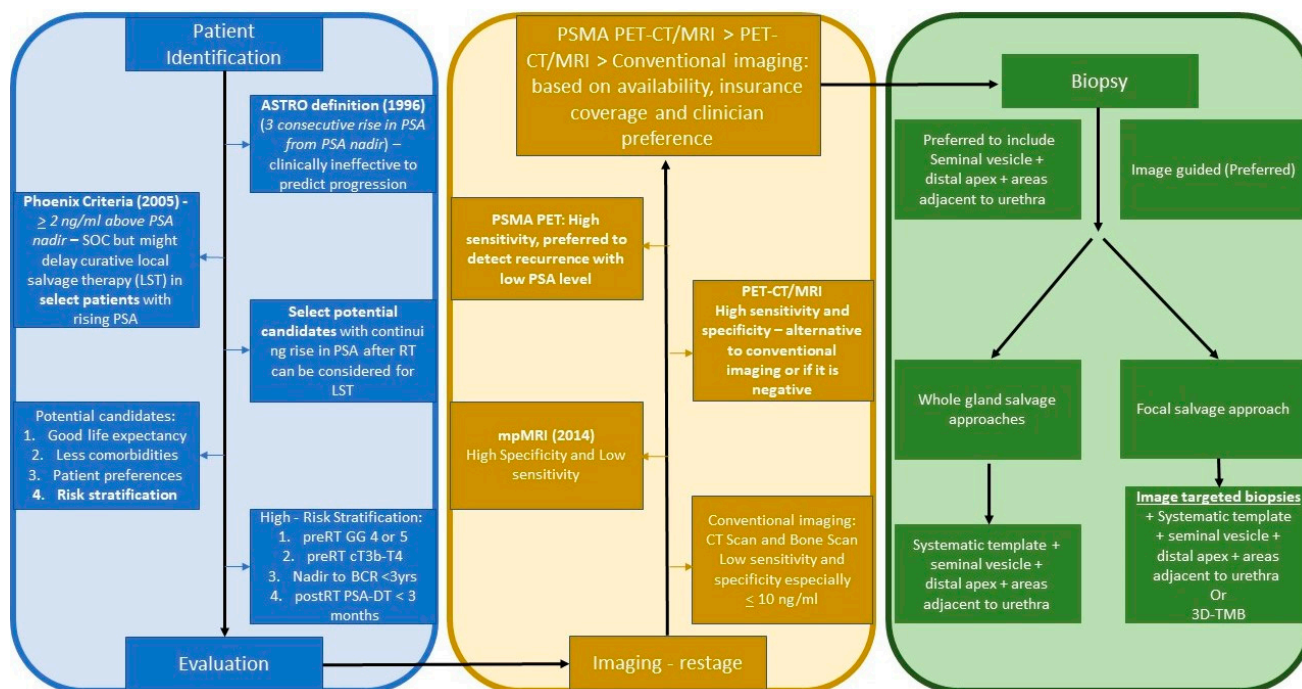 Patient
Identification
ASTRO definition (1996)
(3 consecutive rise in PSA
from PSA nadir) –
clinically ineffective to
predict progression
Phoenix Criteria (2005) -
≥ 2 ng/ml above PSA
nadir – SOC but might
delay curative local
salvage therapy (LST) in
select patients with
rising PSA
Select potential
candidates with continui
ng rise in PSA after RT
can be considered for
LST
Potential candidates:
1. Good life expectancy
2. Less comorbidities
3. Patient preferences
4. Risk stratification
High - Risk Stratification:
1. preRT GG 4 or 5
2. preRT cT3b-T4
3. Nadir to BCR <3yrs
4. postRT PSA-DT < 3
months
Evaluation
PSMA PET-CT/MRI > PET-
CT/MRI > Conventional imaging:
based on availability, insurance
coverage and clinician
preference
PSMA PET: High
sensitivity, preferred to
detect recurrence with
low PSA level
PET-CT/MRI
High sensitivity and
specificity – alternative
to conventional
imaging or if it is
negative
mpMRI (2014)
High Specificity and Low
sensitivity
Conventional imaging:
CT Scan and Bone Scan
Low sensitivity and
specificity especially
≤ 10 ng/ml
Imaging - restage
Biopsy
Preferred to include
Seminal vesicle +
distal apex + areas
adjacent to urethra
Image guided (Preferred)
Whole gland salvage
approaches
Focal salvage approach
Systematic template +
seminal vesicle +
distal apex + areas
adjacent to urethra
Image targeted biopsies
+ Systematic template
+ seminal vesicle +
distal apex + areas
adjacent to urethra
Or
3D-TMB